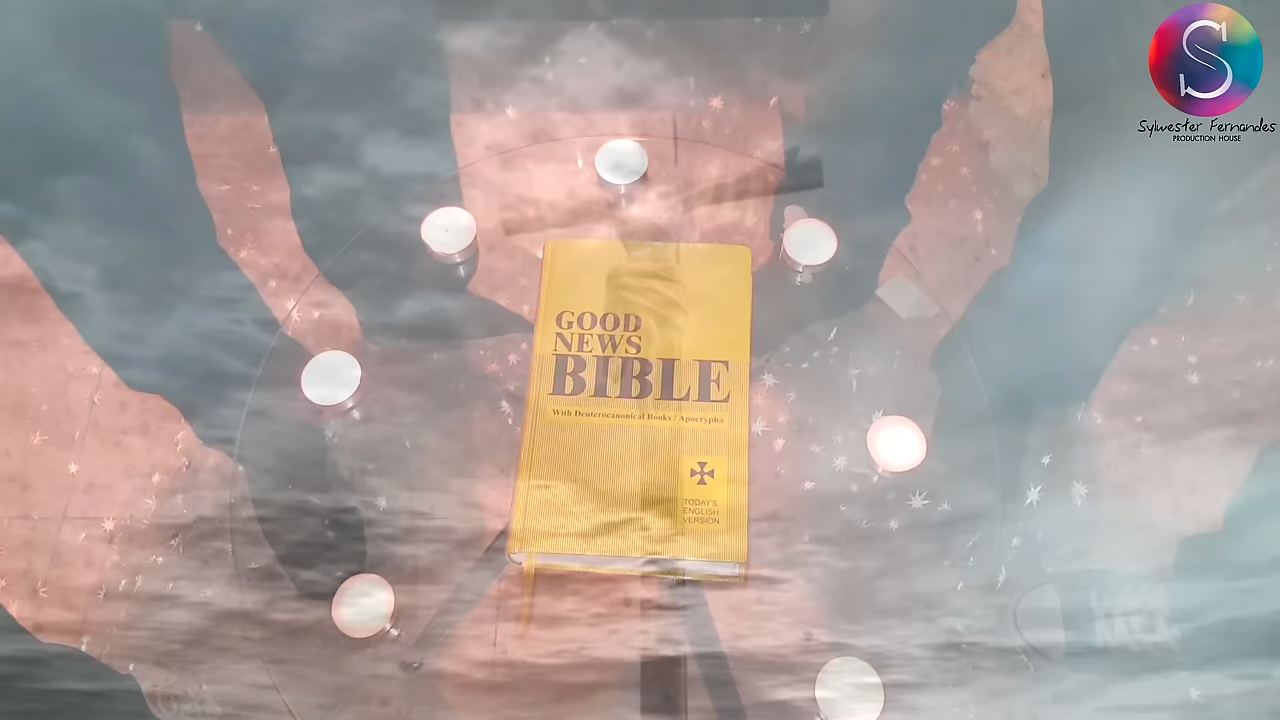 S
Sylwester Fernandes
PRODUCTION HOUSE
GOOD
NEWS
BIBLE
With Deuterocanonical Books / Apocrypha
TODAY'S
ENGLISH
VERSION